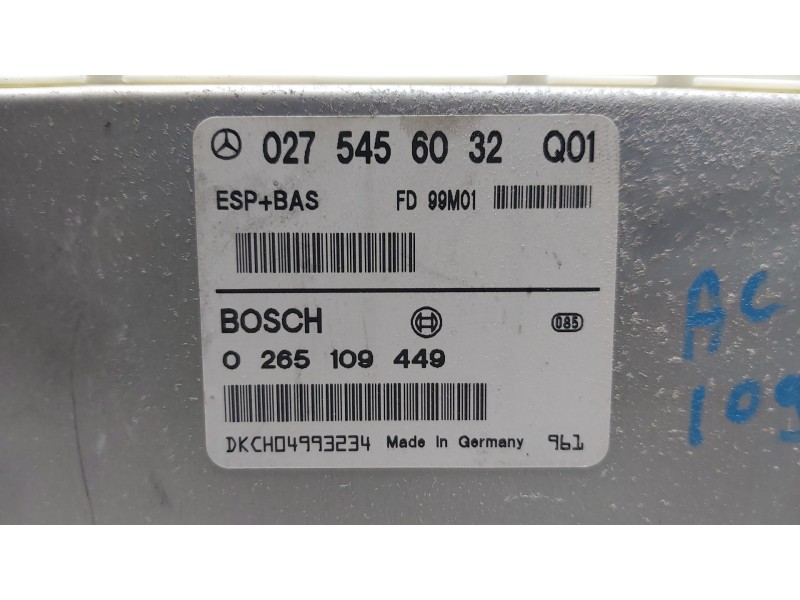 027 545 60 32 Q01
ESP+BAS FD 99M01
BOSCH 085
0 265 109 449
DKCH04993234 Made in Germany 961
AC
109